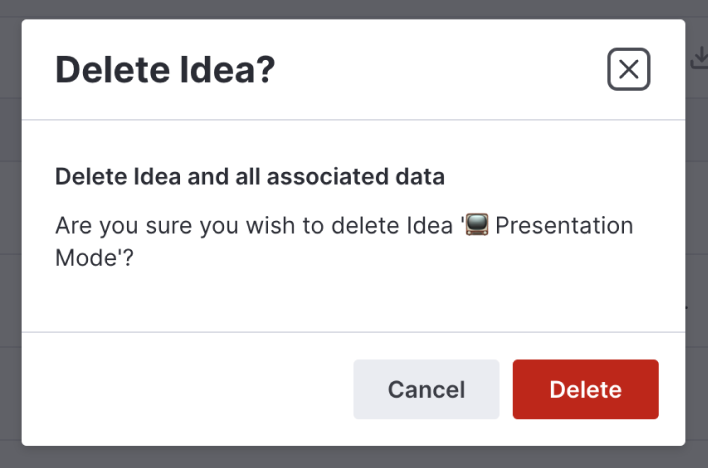 Delete Idea?
Delete Idea and all associated data
Are you sure you wish to delete Idea '📺 Presentation
Mode'?
Cancel
Delete